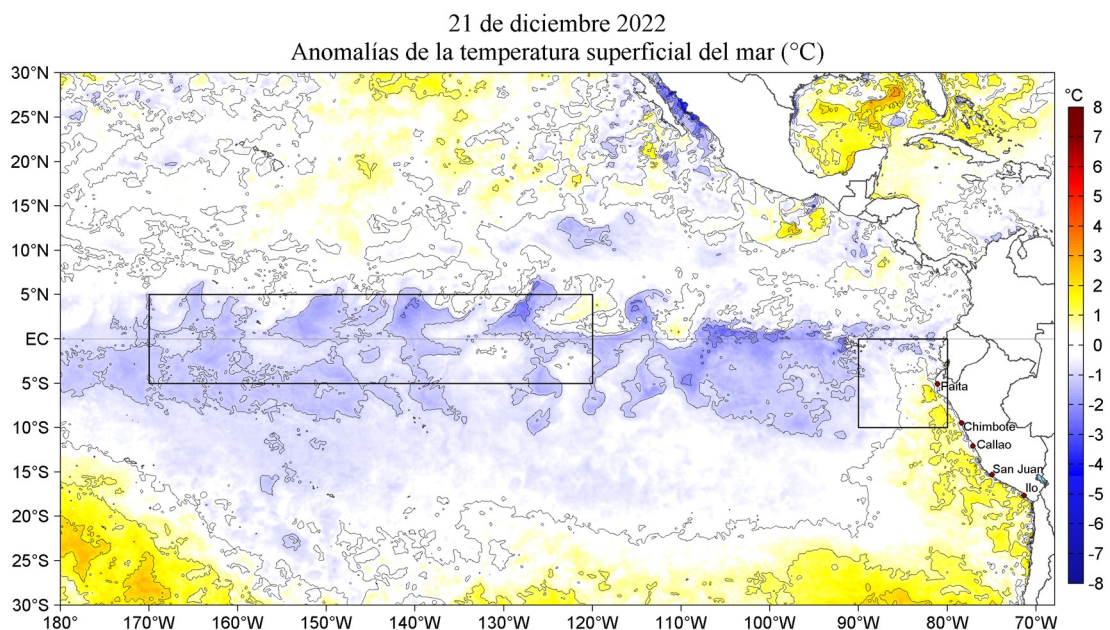 21 de diciembre 2022
Anomalías de la temperatura superficial del mar (°C)
30°N
25°N
20°N
15°N
10°N
5°N
EC
5°S
10°S
15°S
20°S
25°S
30°S
Paita
Chimbote
Callao
San Juan
Ilo
180°W 170°W 160°W 150°W 140°W 130°W 120°W 110°W 100°W 90°W 80°W 70°W
°C
8
7
6
5
4
3
2
1
0
-1
-2
-3
-4
-5
-6
-7
-8